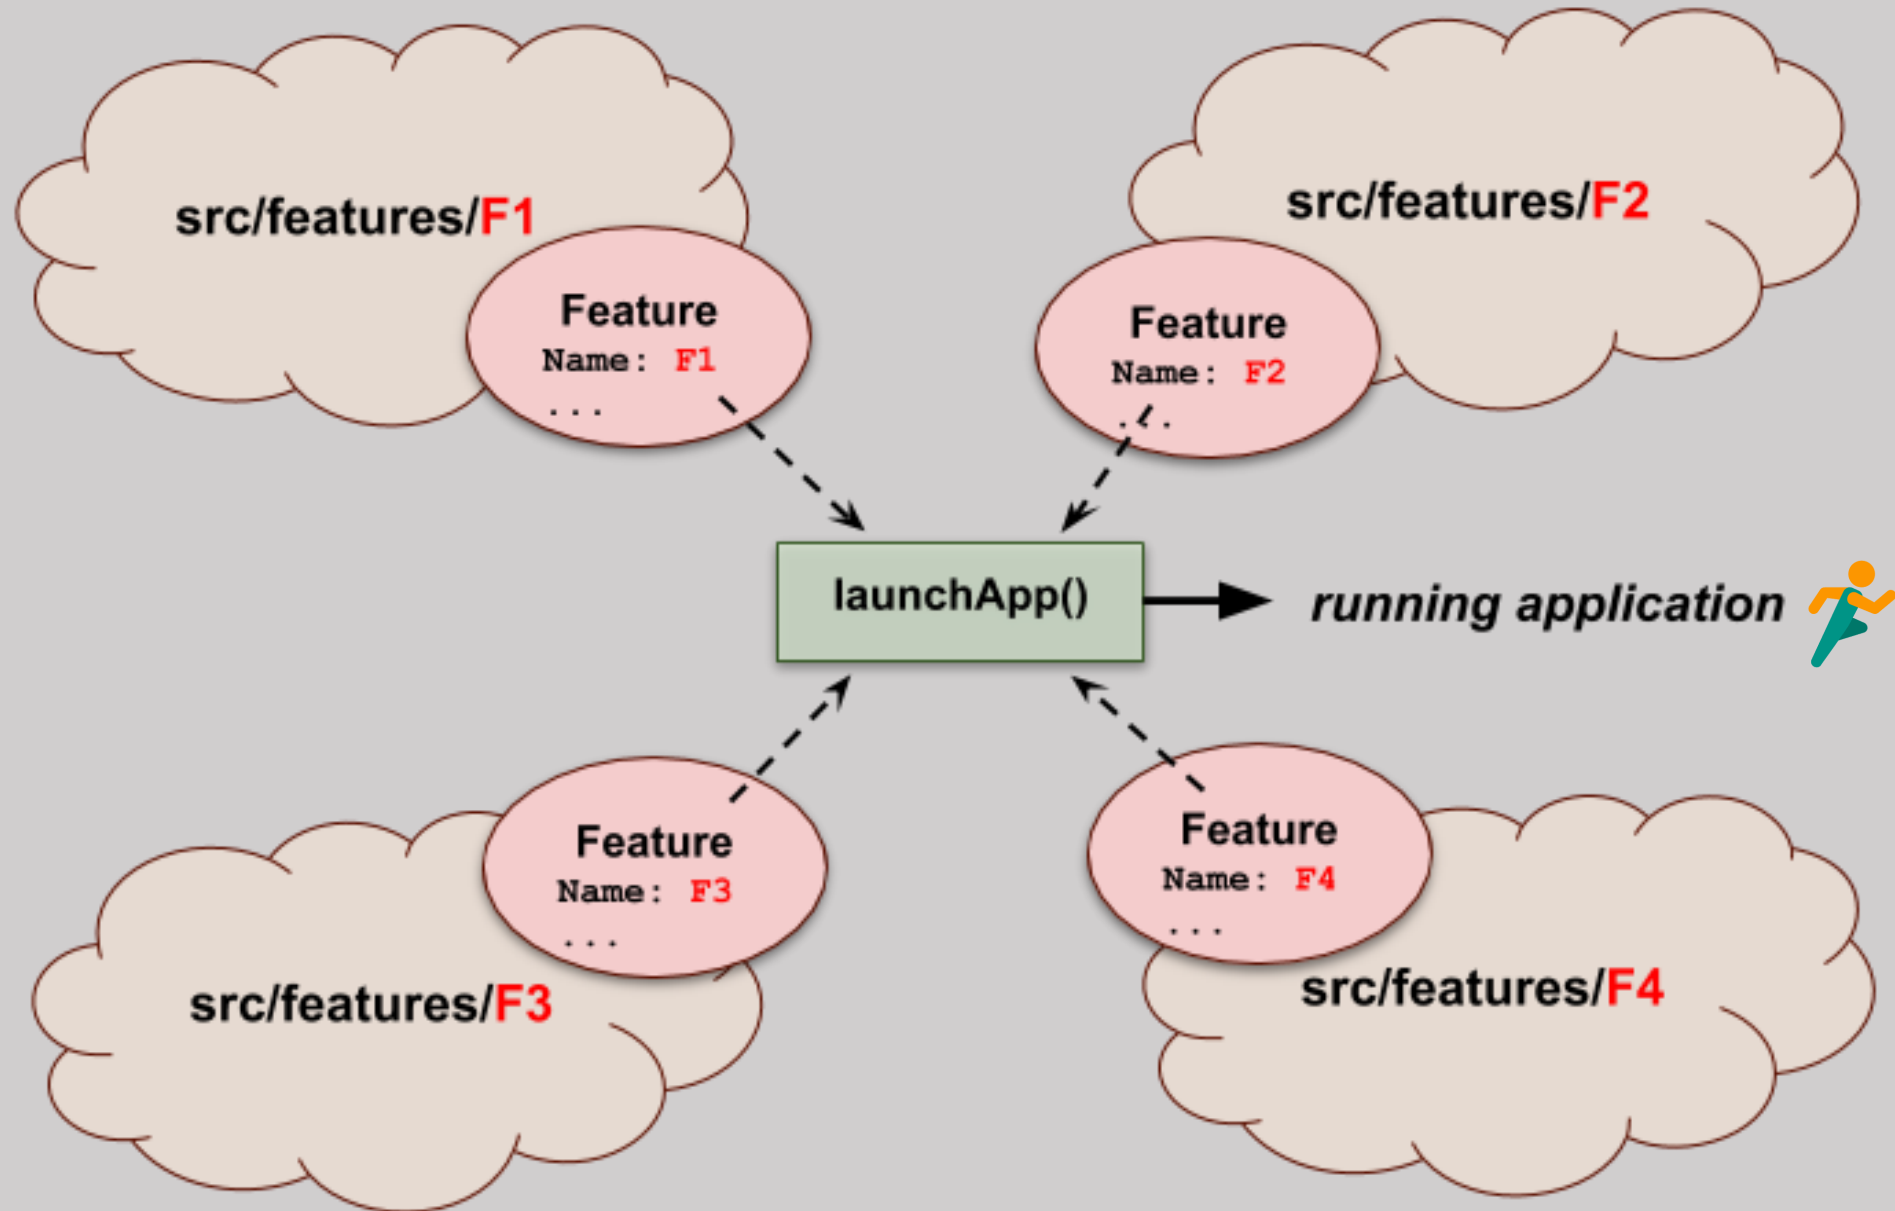 src/features/F1
Feature
Name: F1
...
src/features/F2
Feature
Name: F2
...
launchApp()
running application
Feature
Name: F3
...
src/features/F3
Feature
Name: F4
...
src/features/F4